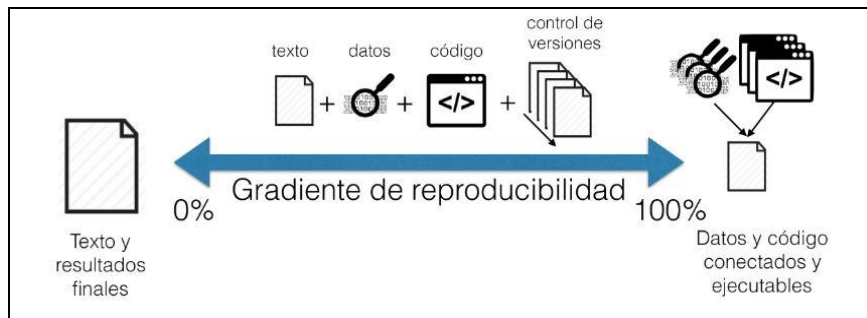 control de
versiones
texto
datos
código
+
+
+
</>
</>
Gradiente de reproducibilidad
0%
100%
Texto y
resultados
finales
Datos y código
conectados y
ejecutables